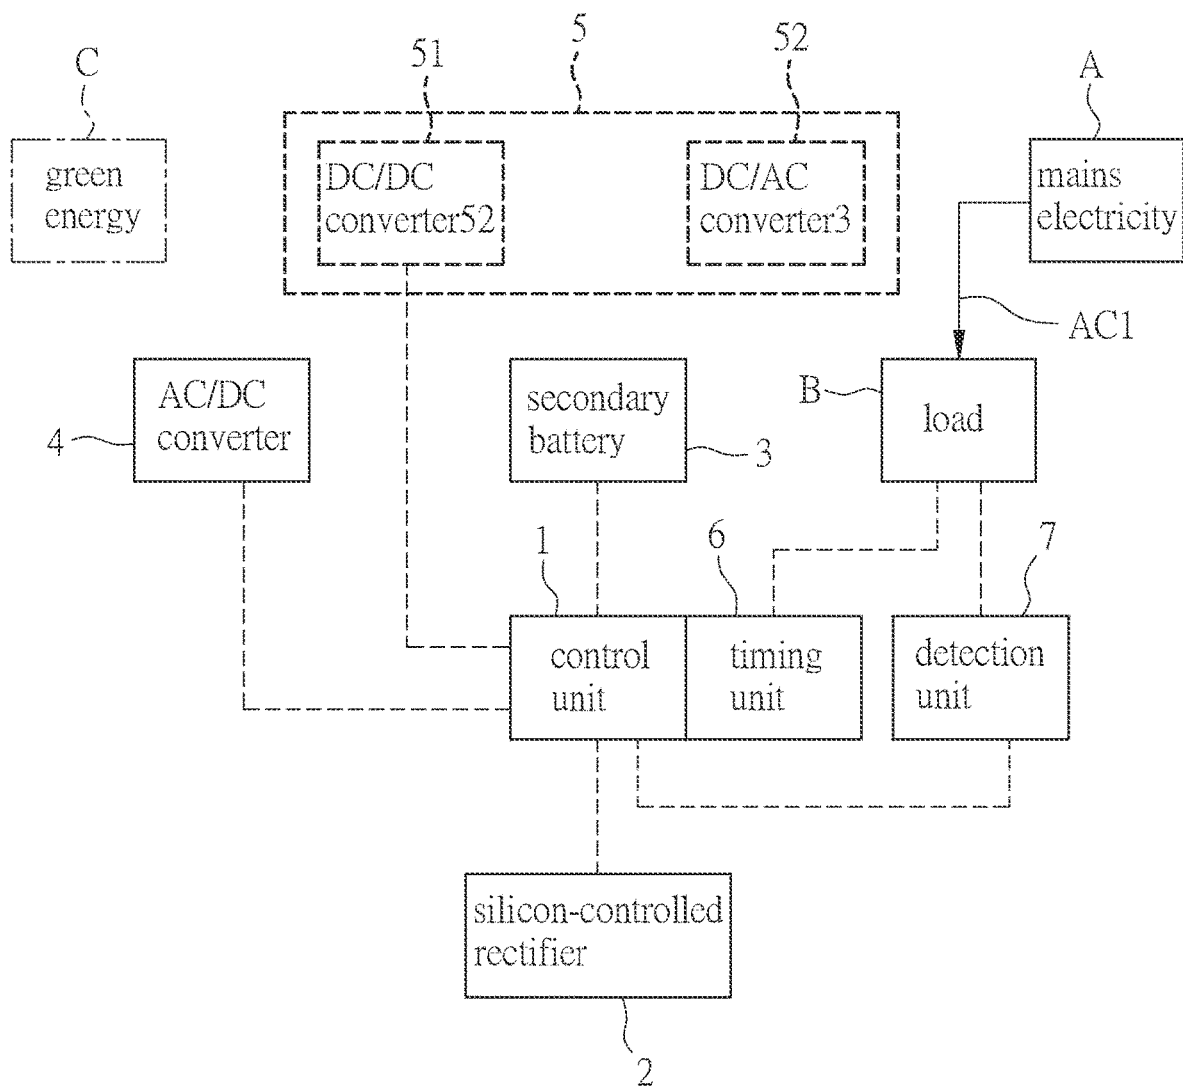 5
51
52
C
A
green
energy
DC/DC
converter52
DC/AC
converter3
mains
electricity
AC1
AC/DC
converter
4
secondary
battery
3
B
load
1
6
7
control
unit
timing
unit
detection
unit
silicon-controlled
rectifier
2